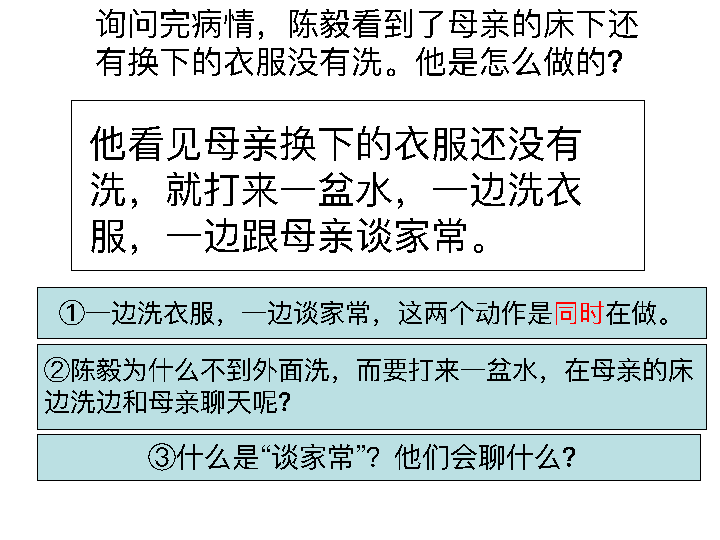 询问完病情，陈毅看到了母亲的床下还
有换下的衣服没有洗。他是怎么做的?
他看见母亲换下的衣服还没有
洗，就打来一盆水，一边洗衣
服，一边跟母亲谈家常。
①一边洗衣服，一边谈家常，这两个动作是同时在做。
②陈毅为什么不到外面洗，而要打来一盆水，在母亲的床
边洗边和母亲聊天呢?
③什么是“谈家常”？他们会聊什么?